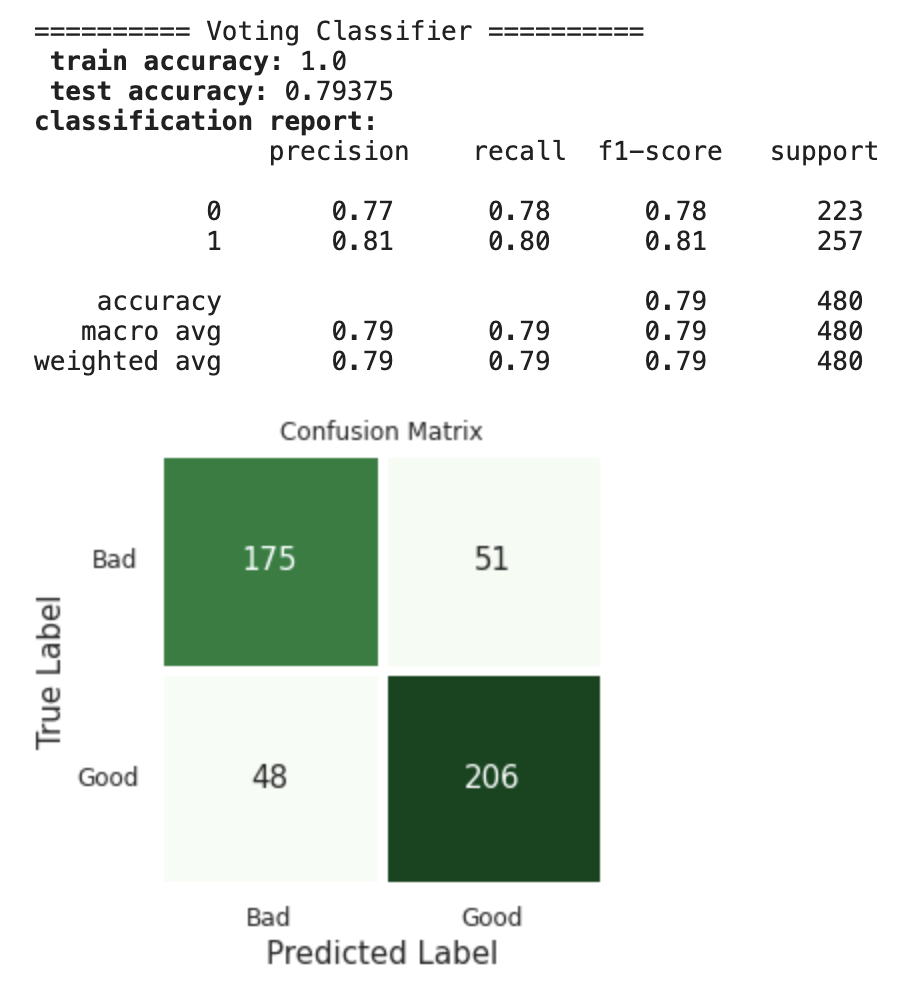 ========== Voting Classifier ==========
train accuracy: 1.0
test accuracy: 0.79375
classification report:
precision recall f1-score support
0 0.77 0.78 0.78 223
1 0.81 0.80 0.81 257
accuracy 0.79 480
macro avg 0.79 0.79 0.79 480
weighted avg 0.79 0.79 0.79 480
Confusion Matrix
True Label
Bad 175 51
Good 48 206
Bad Good
Predicted Label